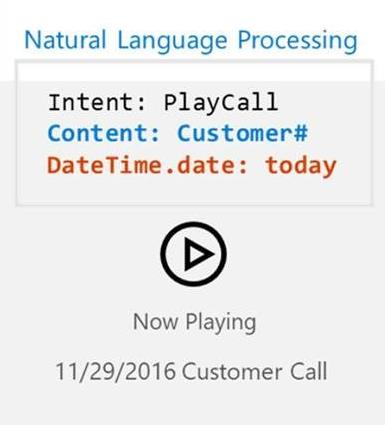 Natural Language Processing
Intent: PlayCall
Content: Customer#
DateTime.date: today
Now Playing
11/29/2016 Customer Call